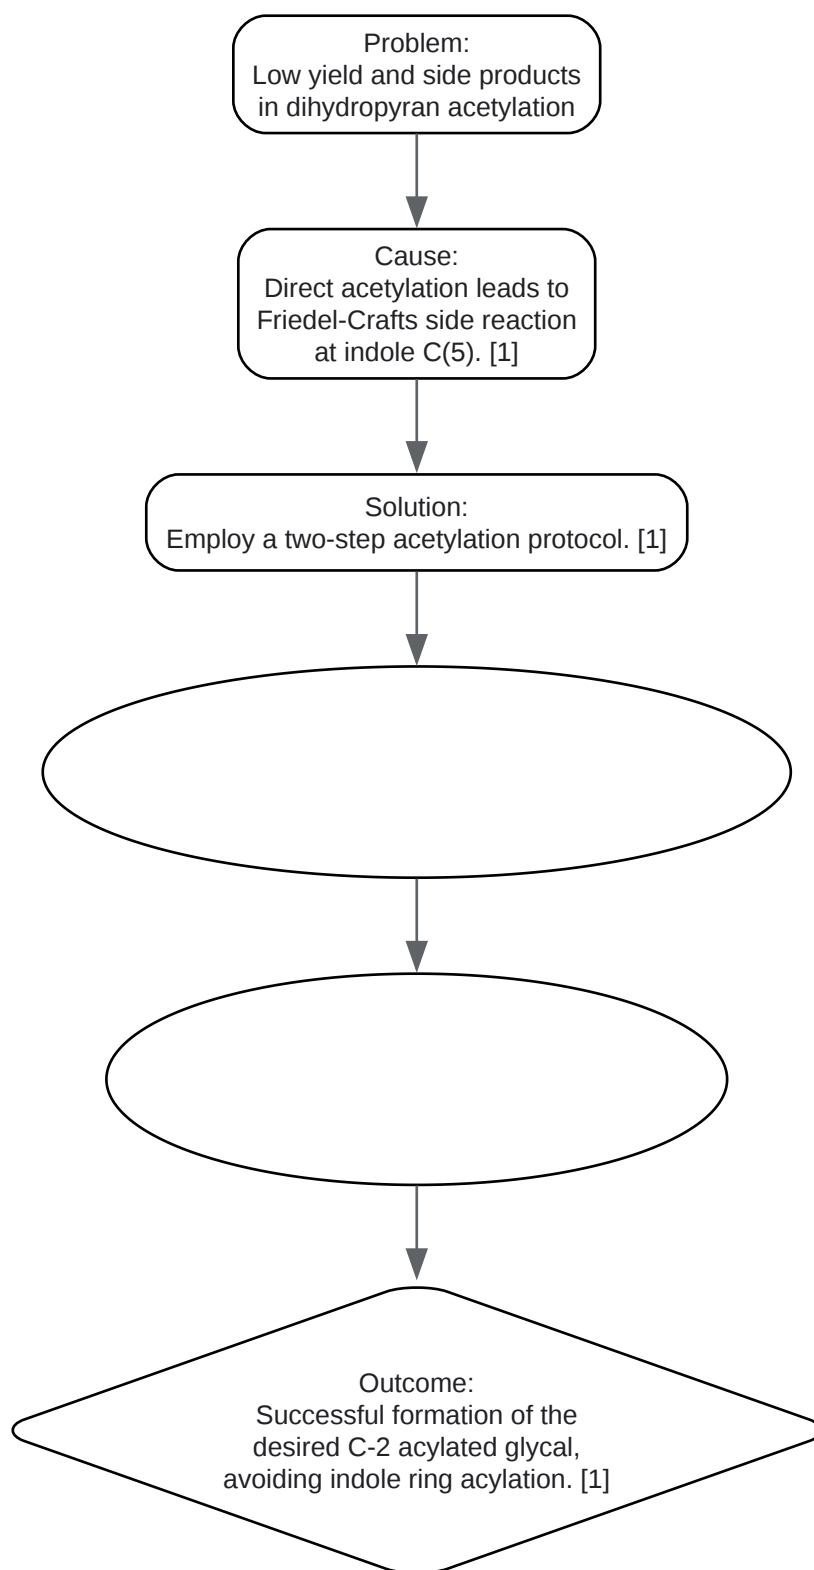 Problem:
Low yield and side products
in dihydropyran acetylation
Cause:
Direct acetylation leads to
Friedel-Crafts side reaction
at indole C(5). [1]
Solution:
Employ a two-step acetylation protocol. [1]
Outcome:
Successful formation of the
desired C-2 acylated glycal,
avoiding indole ring acylation. [1]